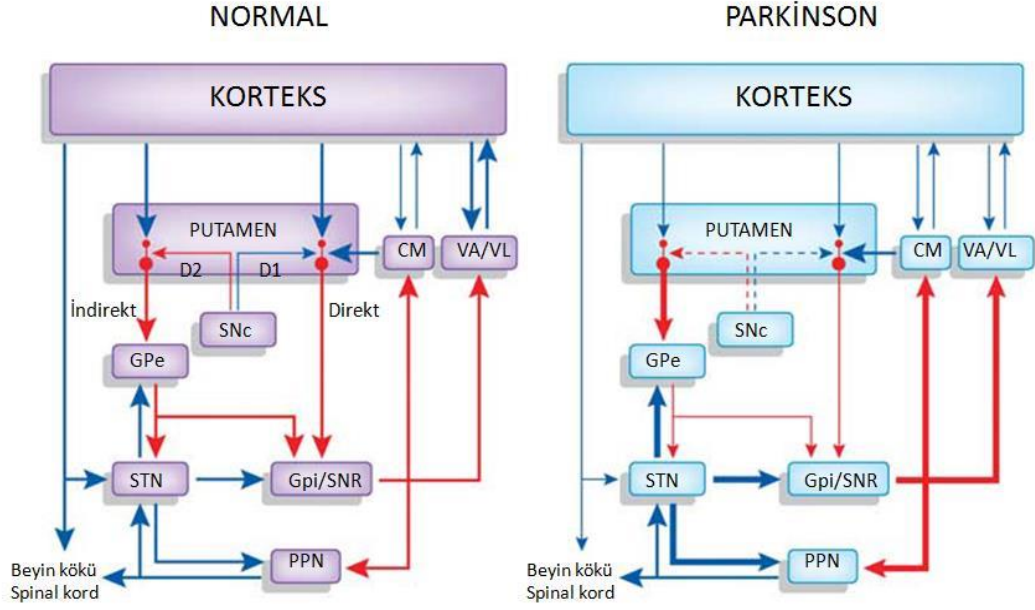 NORMAL
KORTEKS
PUTAMEN
D2
D1
CM
VA/VL
İndirekt
SNc
Direkt
GPe
STN
Gpi/SNR
PPN
Beyin kökü
Spinal kord
PARKİNSON
KORTEKS
PUTAMEN
CM
VA/VL
SNc
GPe
STN
Gpi/SNR
PPN
Beyin kökü
Spinal kord